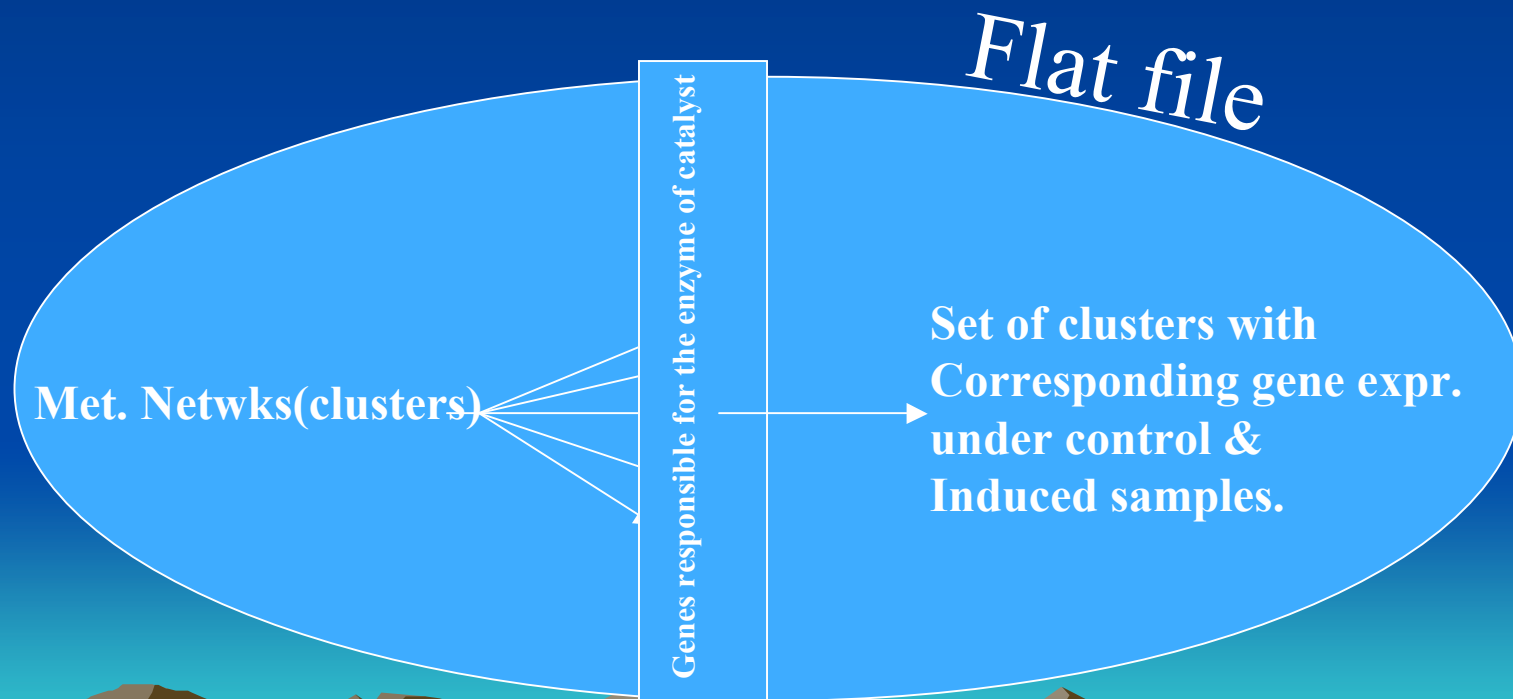 Flat file
Met. Netwks(clusters)
Genes responsible for the enzyme of catalyst
Set of clusters with
Corresponding gene expr.
under control &
Induced samples.